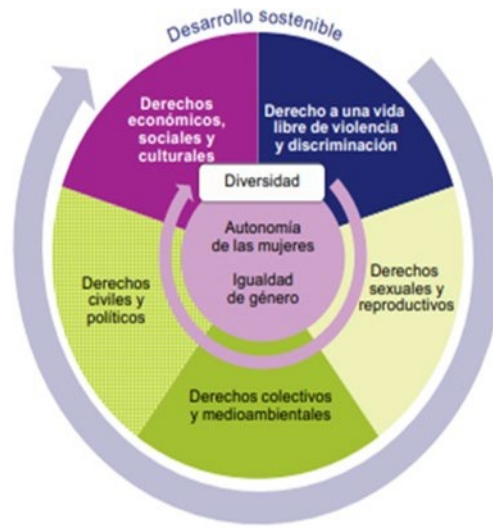 Desarrollo sostenible
Derechos
económicos,
sociales y
culturales
Derecho a una vida
libre de violencia
y discriminación
Diversidad
Autonomía
de las mujeres
Igualdad
de género
Derechos
civiles y
políticos
Derechos
sexuales y
reproductivos
Derechos colectivos
y medioambientales